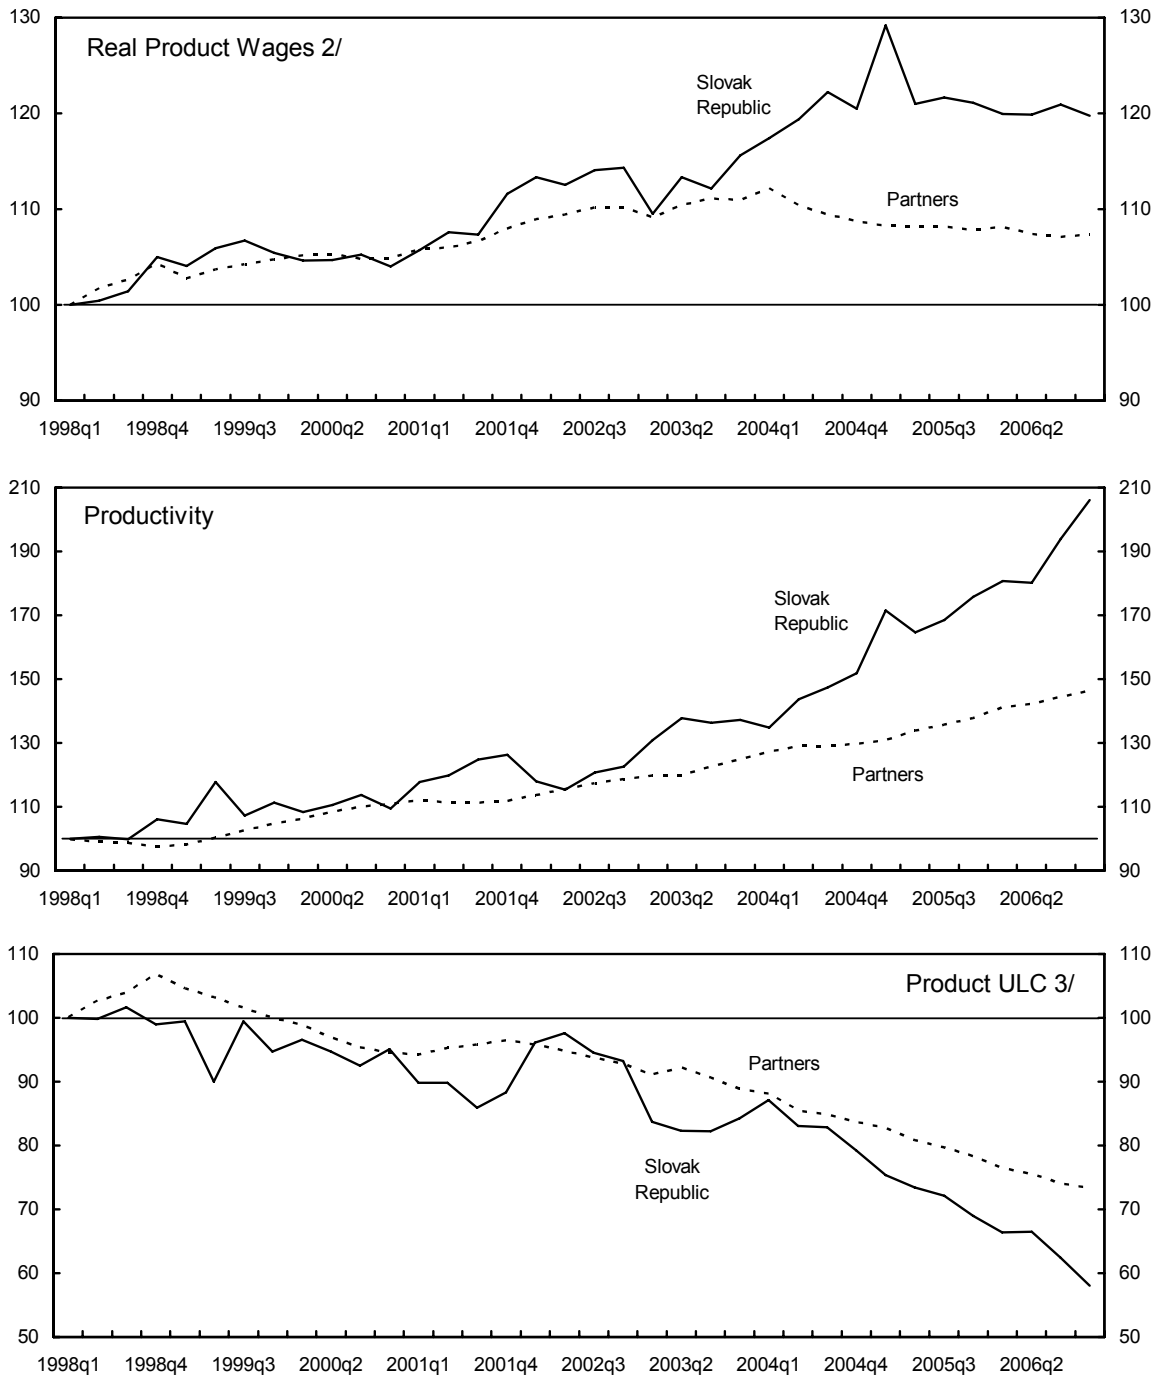 130 130
Real Product Wages 2/
Slovak
Republic
120 120
Partners
110 110
100 100
90 90
1998q1 1998q4 1999q3 2000q2 2001q1 2001q4 2002q3 2003q2 2004q1 2004q4 2005q3 2006q2
210 210
Productivity
190 190
Slovak
Republic
170 170
150 150
130 130
Partners
110 110
90 90
1998q1 1998q4 1999q3 2000q2 2001q1 2001q4 2002q3 2003q2 2004q1 2004q4 2005q3 2006q2
110 110
Product ULC 3/
100 100
Partners
90 90
80 80
Slovak
Republic
70 70
60 60
50 50
1998q1 1998q4 1999q3 2000q2 2001q1 2001q4 2002q3 2003q2 2004q1 2004q4 2005q3 2006q2